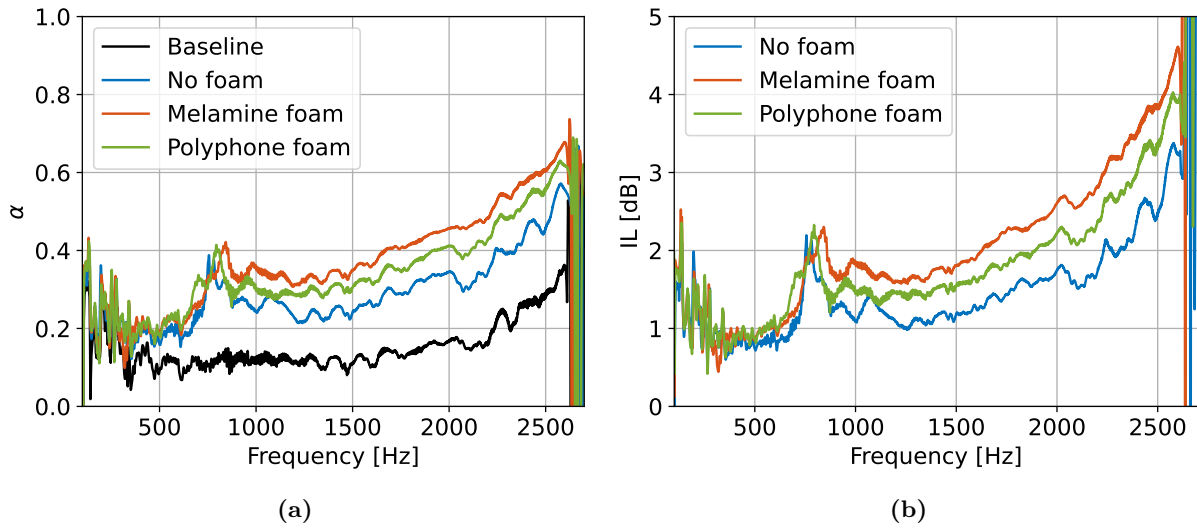 1.0
0.8
0.6
0.4
0.2
0.0
α
Baseline
No foam
Melamine foam
Polyphone foam
500 1000 1500 2000 2500
Frequency [Hz]
(a)
5
4
3
2
1
0
IL [dB]
No foam
Melamine foam
Polyphone foam
500 1000 1500 2000 2500
Frequency [Hz]
(b)